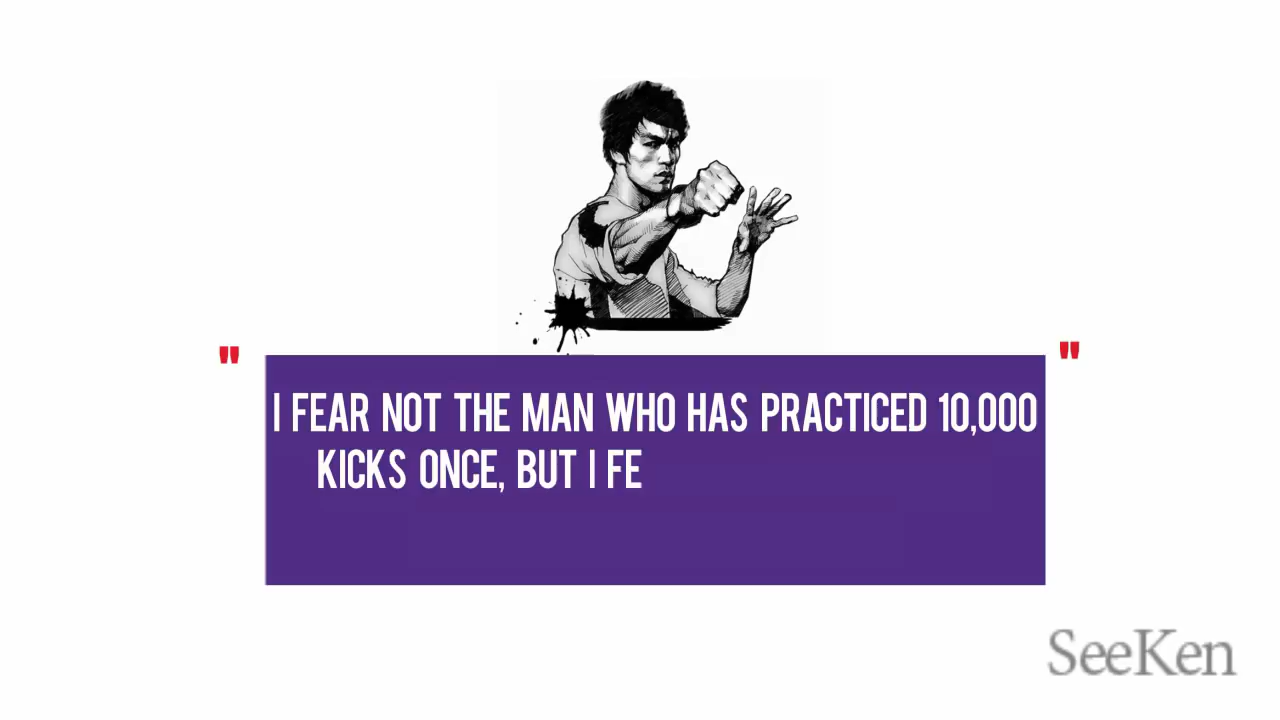 " "
I FEAR NOT THE MAN WHO HAS PRACTICED 10,000
KICKS ONCE, BUT I FE
SeeKen